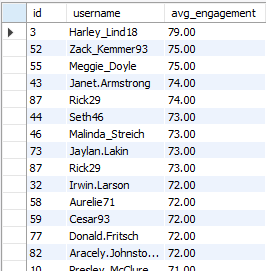 id username avg_engagement
3 Harley_Lind18 79.00
52 Zack_Kemmer93 75.00
55 Meggie_Doyle 75.00
43 Janet.Armstrong 74.00
87 Rick29 74.00
44 Seth46 73.00
46 Malinda_Streich 73.00
73 Jaylan.Lakin 73.00
87 Rick29 73.00
32 Irwin.Larson 72.00
58 Aurelie71 72.00
59 Cesar93 72.00
77 Donald.Fritsch 72.00
82 Aracely.Johnsto... 72.00
10 Presley_McClure 71.00